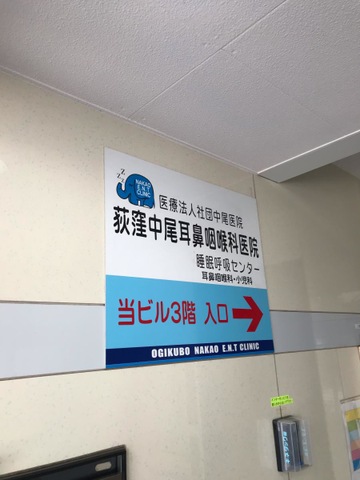 Z Z Z
NAKAO
E.N.T
CLINIC
医療法人社団中尾医院
荻窪中尾耳鼻咽喉科医院
睡眠呼吸センター
耳鼻咽喉科・小児科
当ビル3階 入口
OGIKUBO NAKAO E.N.T CLINIC